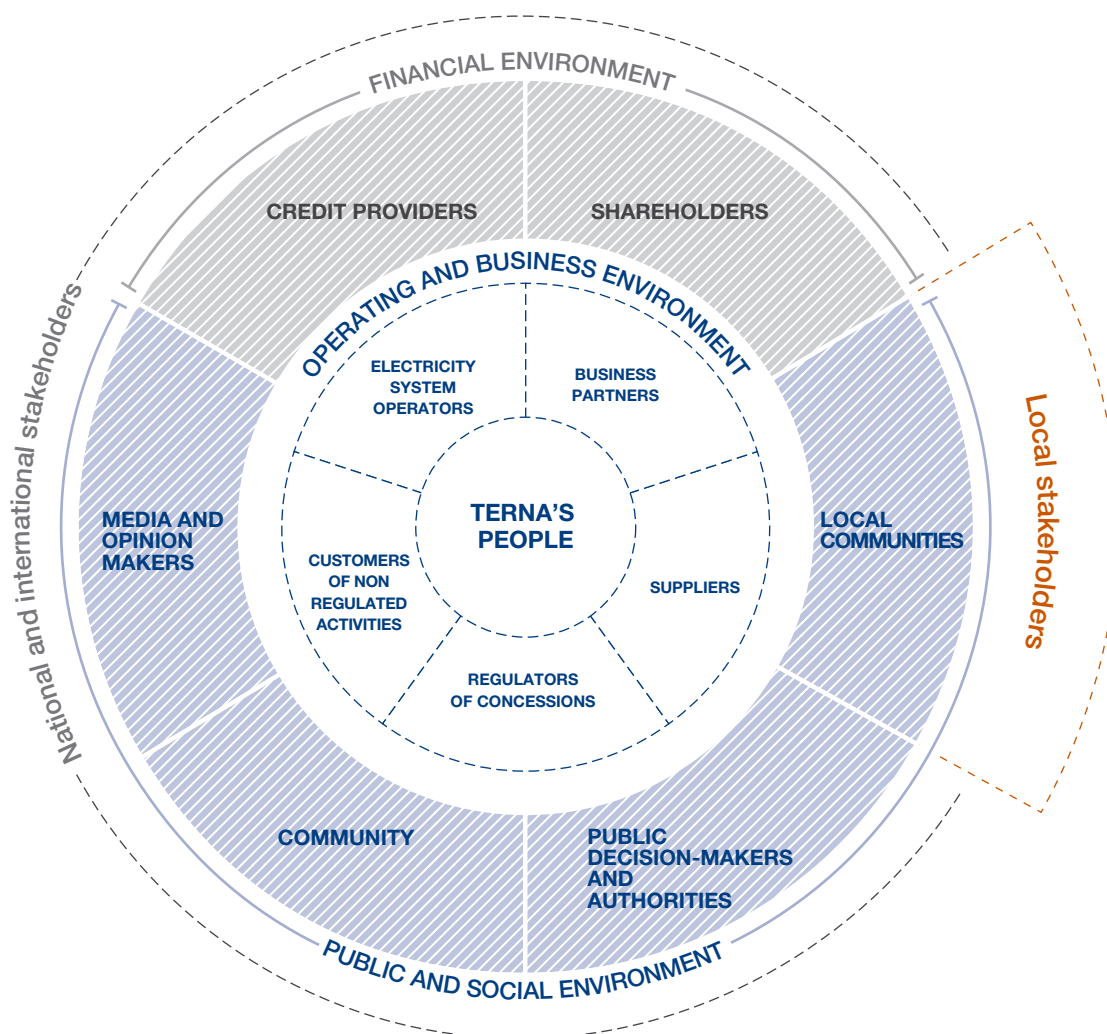 FINANCIAL ENVIRONMENT
CREDIT PROVIDERS
SHAREHOLDERS
OPERATING AND BUSINESS ENVIRONMENT
National and international stakeholders
ELECTRICITY
SYSTEM
OPERATORS
BUSINESS
PARTNERS
Local stakeholders
MEDIA AND
OPINION
MAKERS
TERNA'S
PEOPLE
LOCAL
COMMUNITIES
CUSTOMERS
OF NON
REGULATED
ACTIVITIES
SUPPLIERS
REGULATORS
OF CONCESSIONS
COMMUNITY
PUBLIC
DECISION-MAKERS
AND
AUTHORITIES
PUBLIC AND SOCIAL ENVIRONMENT